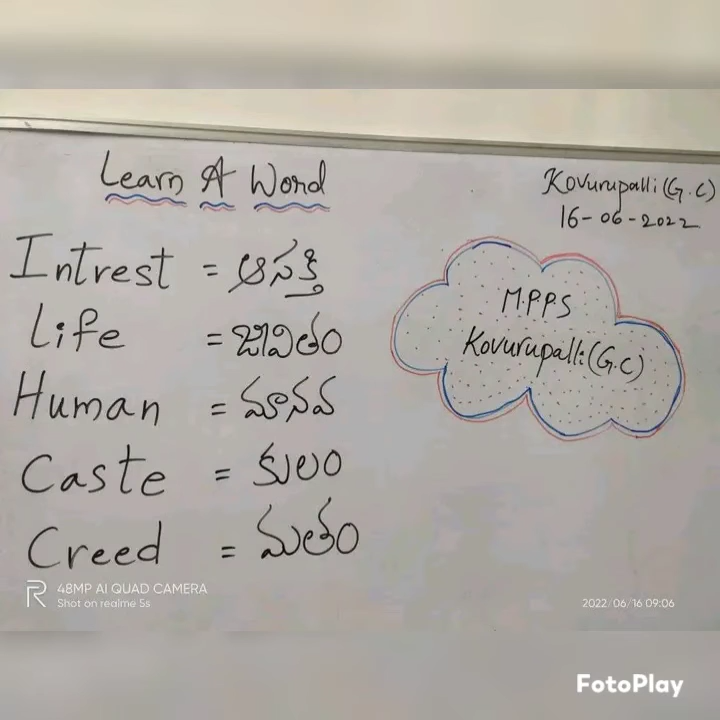 Learn A Word
Kovurupalli (G.C)
16-06-2022
Intrest = ఆసక్తి
Life = జీవితం
Human = మానవ
Caste = కులం
Creed = మతం
M.P.P.S
Kovurupalli (G.C)
48MP AI QUAD CAMERA
Shot on realme 5s
2022/06/16 09:06
FotoPlay